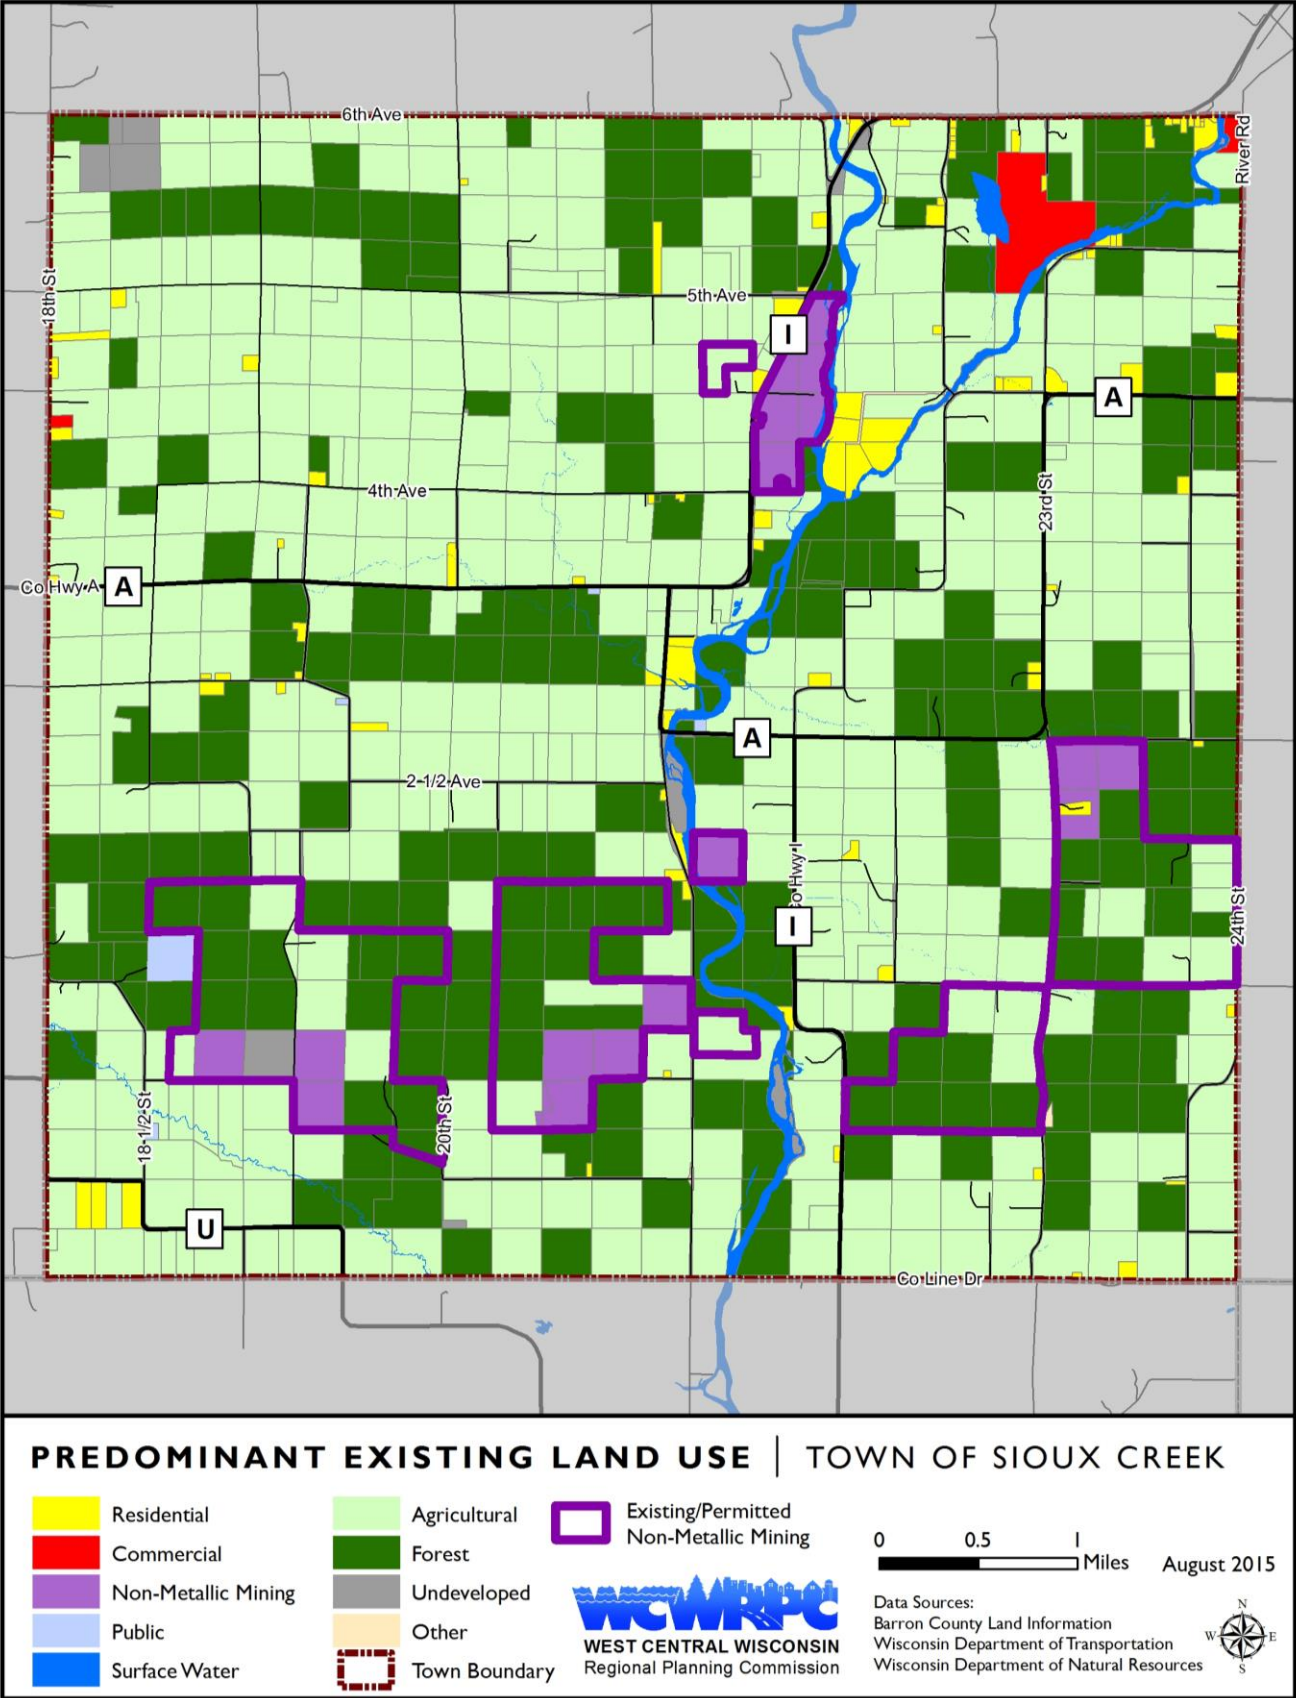 6th Ave
River Rd
18th St
5th Ave
I
A
23rd St
4th Ave
Co Hwy A
A
A
2-1/2 Ave
Co Hwy I
I
24th St
18-1/2 St
20th St
U
Co Line Dr
PREDOMINANT EXISTING LAND USE | TOWN OF SIOUX CREEK
Residential
Commercial
Non-Metallic Mining
Public
Surface Water
Agricultural
Forest
Undeveloped
Other
Town Boundary
Existing/Permitted
Non-Metallic Mining
WCWRPC
WEST CENTRAL WISCONSIN
Regional Planning Commission
0 0.5 1
Miles
August 2015
Data Sources:
Barron County Land Information
Wisconsin Department of Transportation
Wisconsin Department of Natural Resources
N
W E
S